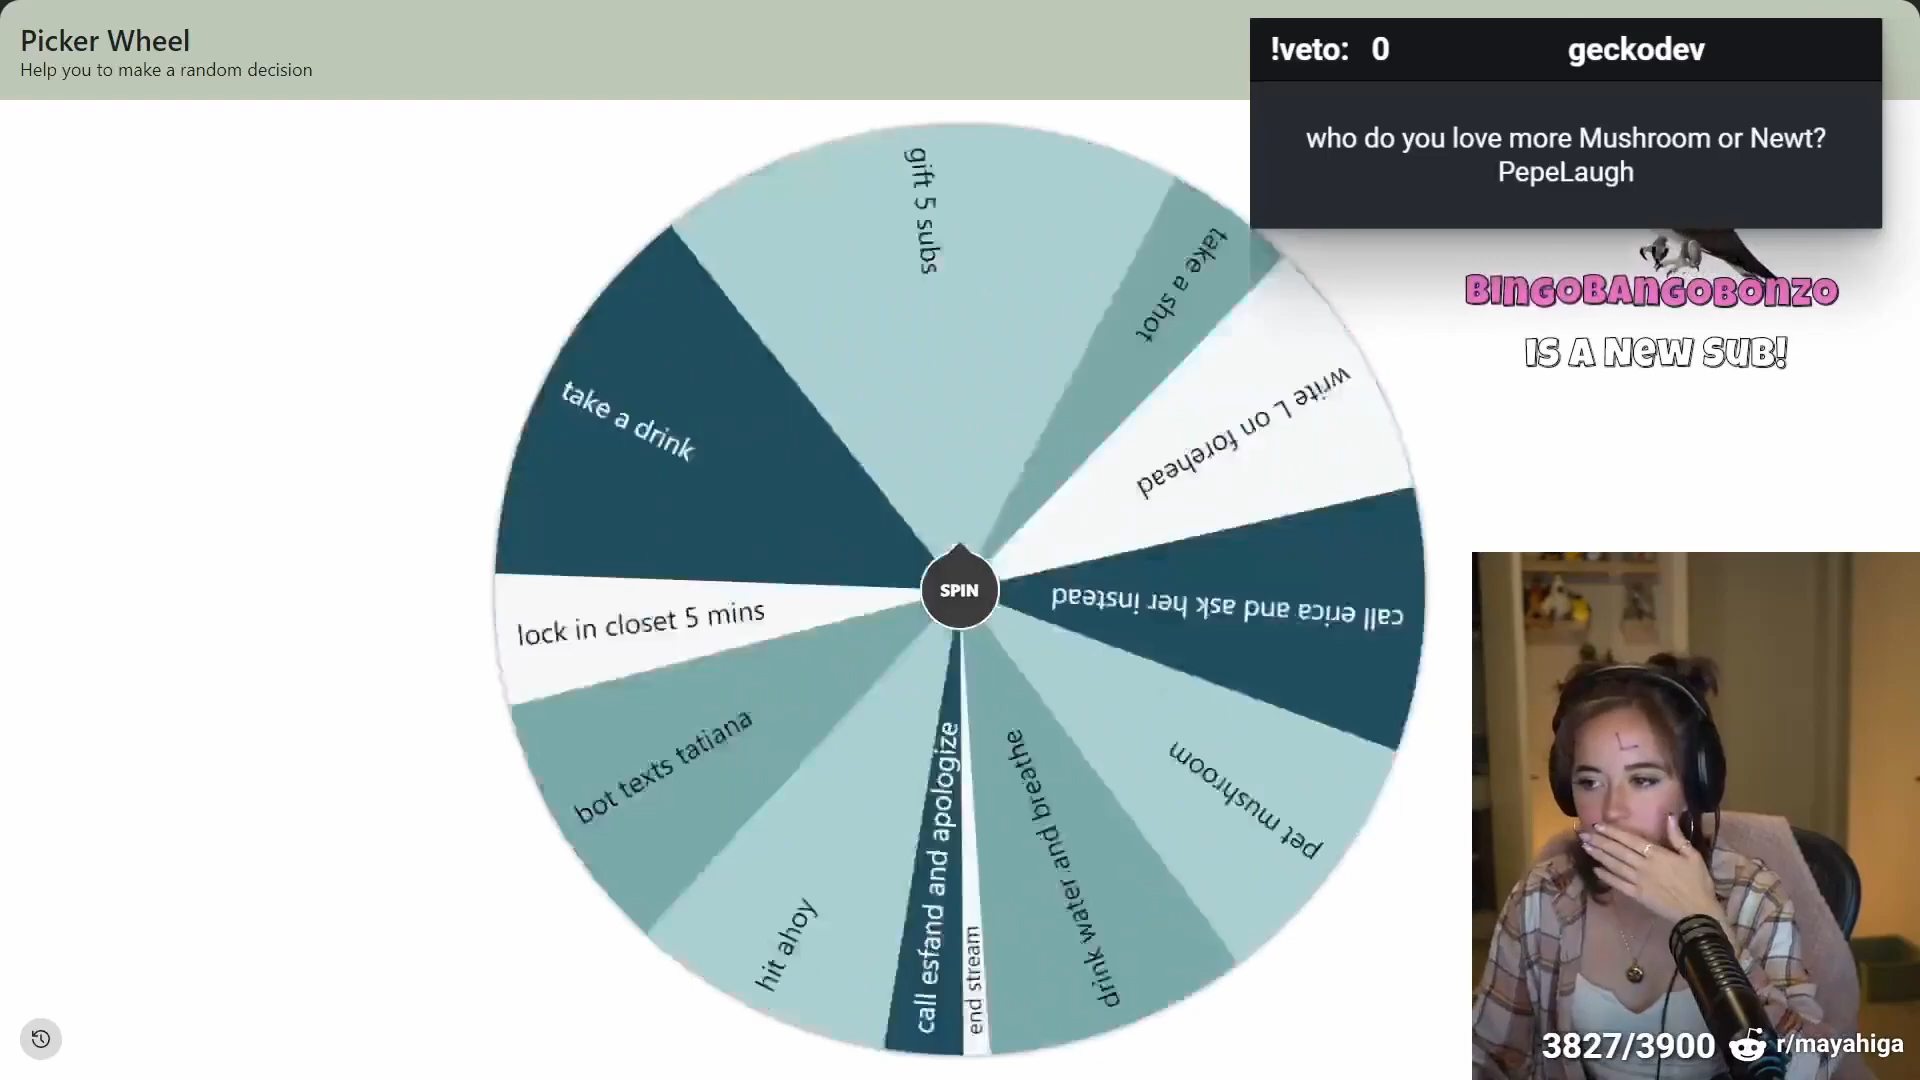 Picker Wheel
Help you to make a random decision
!veto: 0
geckodev
who do you love more Mushroom or Newt?
PepeLaugh
BINGOBANGOBONZO
IS A NEW SUB!
gift 5 subs
take a shot
write L on forehead
call erica and ask her instead
pet mushroom
drink water and breathe
end stream
call esfand and apologize
hit ahoy
bot texts tatiana
lock in closet 5 mins
take a drink
SPIN
L
3827/3900
r/mayahiga